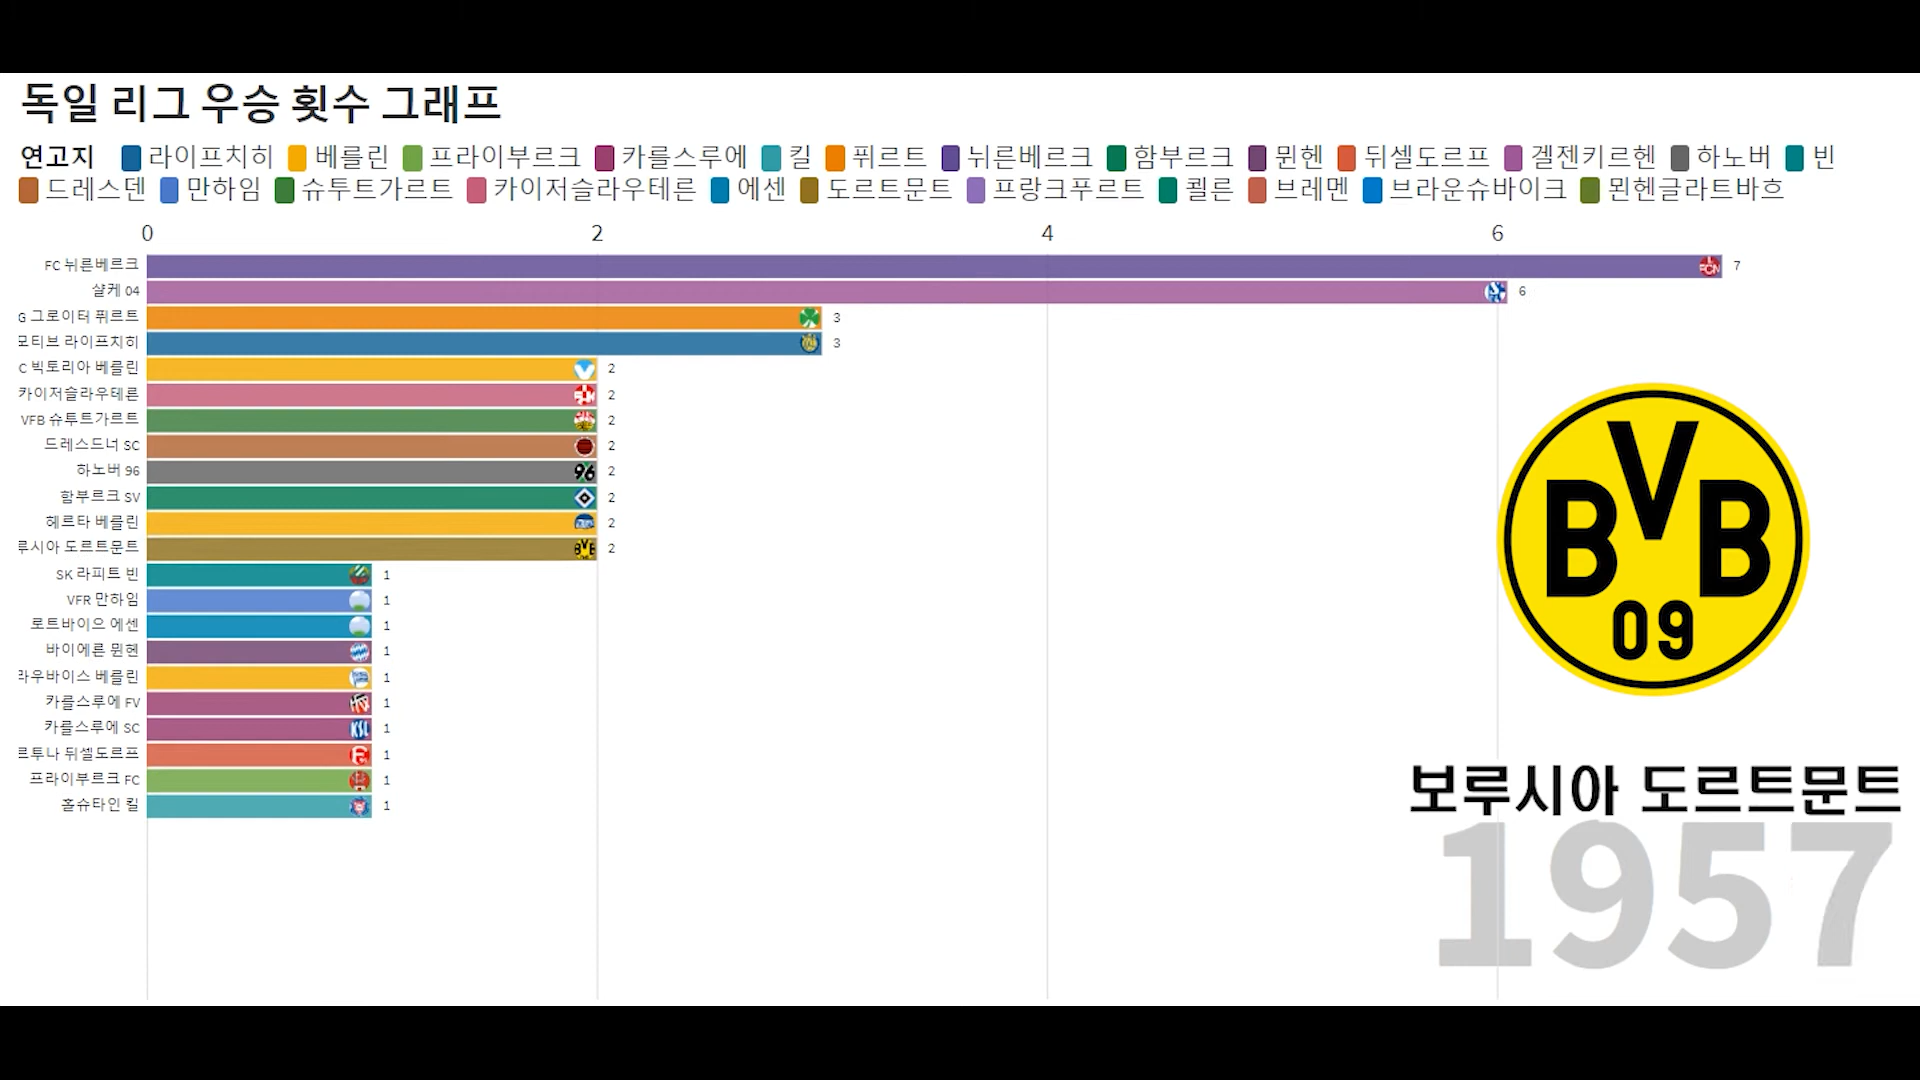 독일 리그 우승 횟수 그래프
연고지 라이프치히 베를린 프라이부르크 카를스루에 킬 퓌르트 뉘른베르크 함부르크 뮌헨 뒤셀도르프 겔젠키르헨 하노버 빈
드레스덴 만하임 슈투트가르트 카이저슬라우테른 에센 도르트문트 프랑크푸르트 쾰른 브레멘 브라운슈바이크 묀헨글라트바흐
0 2 4 6
FC 뉘른베르크 7
샬케 04 6
G 그로이터 퓌르트 3
모티브 라이프치히 3
C 빅토리아 베를린 2
카이저슬라우테른 2
VFB 슈투트가르트 2
드레스드너 SC 2
하노버 96 96 2
함부르크 SV 2
헤르타 베를린 2
루시아 도르트문트 BVB 2
SK 라피트 빈 1
VFR 만하임 1
로트바이으 에센 1
바이에른 뮌헨 1
라우바이스 베를린 1
카를스루에 FV 1
카를스루에 SC KSC 1
르투나 뒤셀도르프 1
프라이부르크 FC 1
홀슈타인 킬 1
BVB
09
보루시아 도르트문트
1957